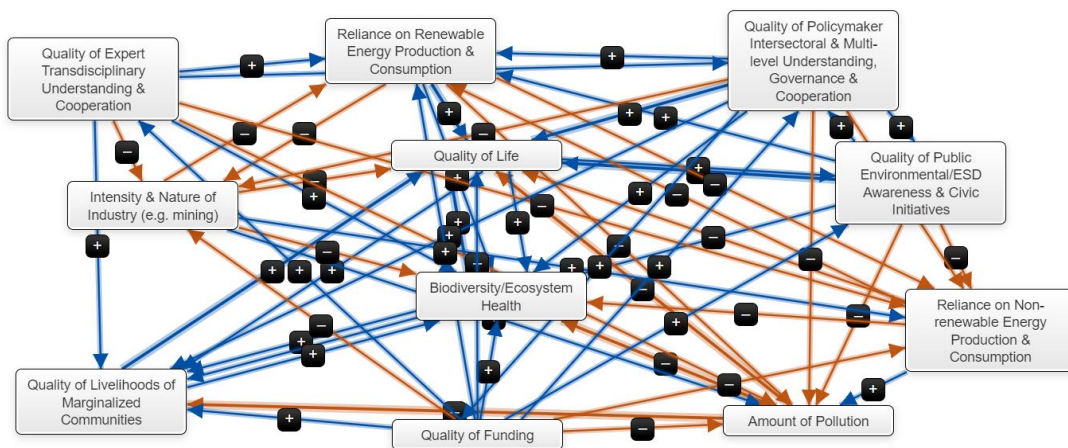 Quality of Expert
Transdisciplinary
Understanding &
Cooperation
Reliance on Renewable
Energy Production &
Consumption
Quality of Policymaker
Intersectoral & Multi-
level Understanding,
Governance &
Cooperation
Quality of Life
Quality of Public
Environmental/ESD
Awareness & Civic
Initiatives
Intensity & Nature of
Industry (e.g. mining)
Biodiversity/Ecosystem
Health
Reliance on Non-
renewable Energy
Production &
Consumption
Quality of Livelihoods of
Marginalized
Communities
Quality of Funding
Amount of Pollution